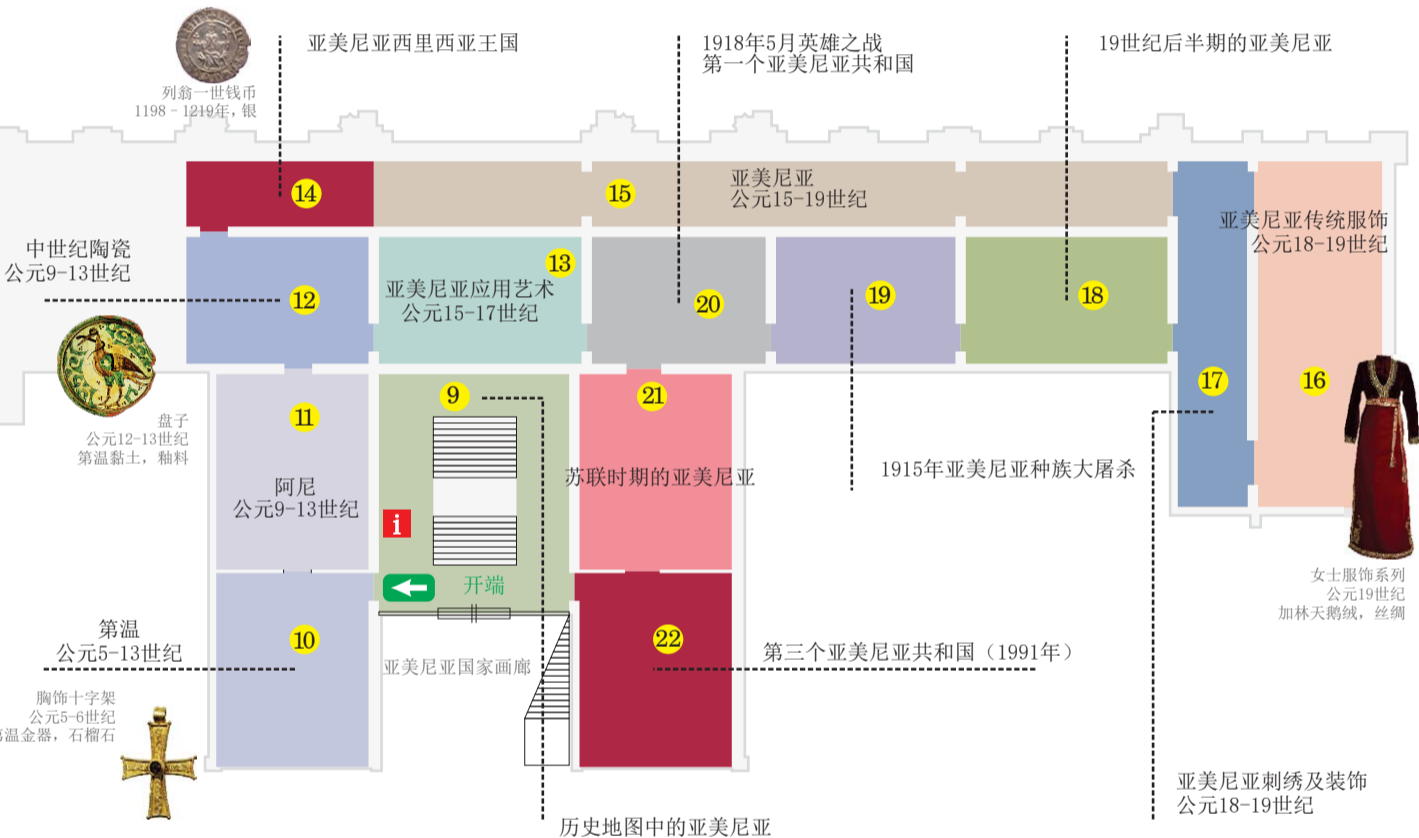 亚美尼亚西里西亚王国
1918年5月英雄之战
第一个亚美尼亚共和国
19世纪后半期的亚美尼亚
列翁一世钱币
1198 - 1219年, 银
14
15
亚美尼亚
公元15-19世纪
亚美尼亚传统服饰
公元18-19世纪
中世纪陶瓷
公元9-13世纪
12
13
亚美尼亚应用艺术
公元15-17世纪
20
19
18
17
16
盘子
公元12-13世纪
第温黏土, 釉料
11
阿尼
公元9-13世纪
9
i
开端
21
苏联时期的亚美尼亚
1915年亚美尼亚种族大屠杀
女士服饰系列
公元19世纪
加林天鹅绒, 丝绸
第温
公元5-13世纪
10
亚美尼亚国家画廊
22
第三个亚美尼亚共和国（1991年）
胸饰十字架
公元5-6世纪
温金器, 石榴石
亚美尼亚刺绣及装饰
公元18-19世纪
历史地图中的亚美尼亚